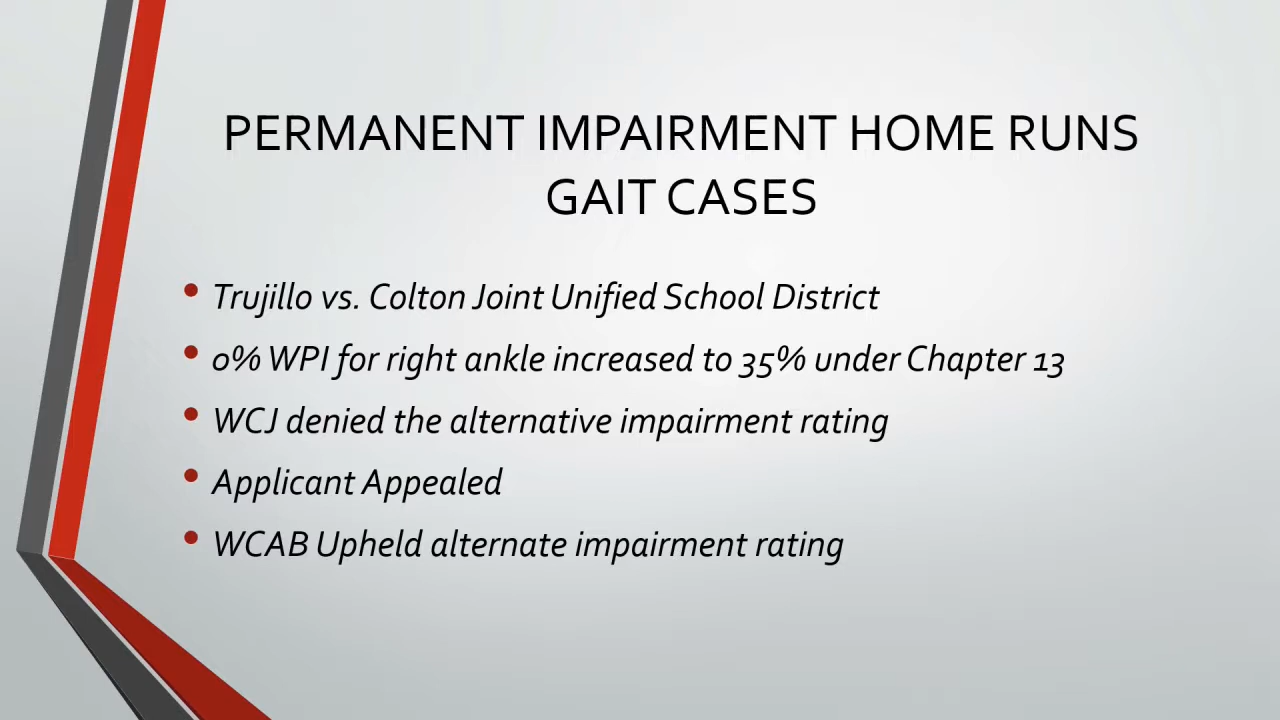 PERMANENT IMPAIRMENT HOME RUNS
GAIT CASES
• Trujillo vs. Colton Joint Unified School District
• 0% WPI for right ankle increased to 35% under Chapter 13
• WCJ denied the alternative impairment rating
• Applicant Appealed
• WCAB Upheld alternate impairment rating